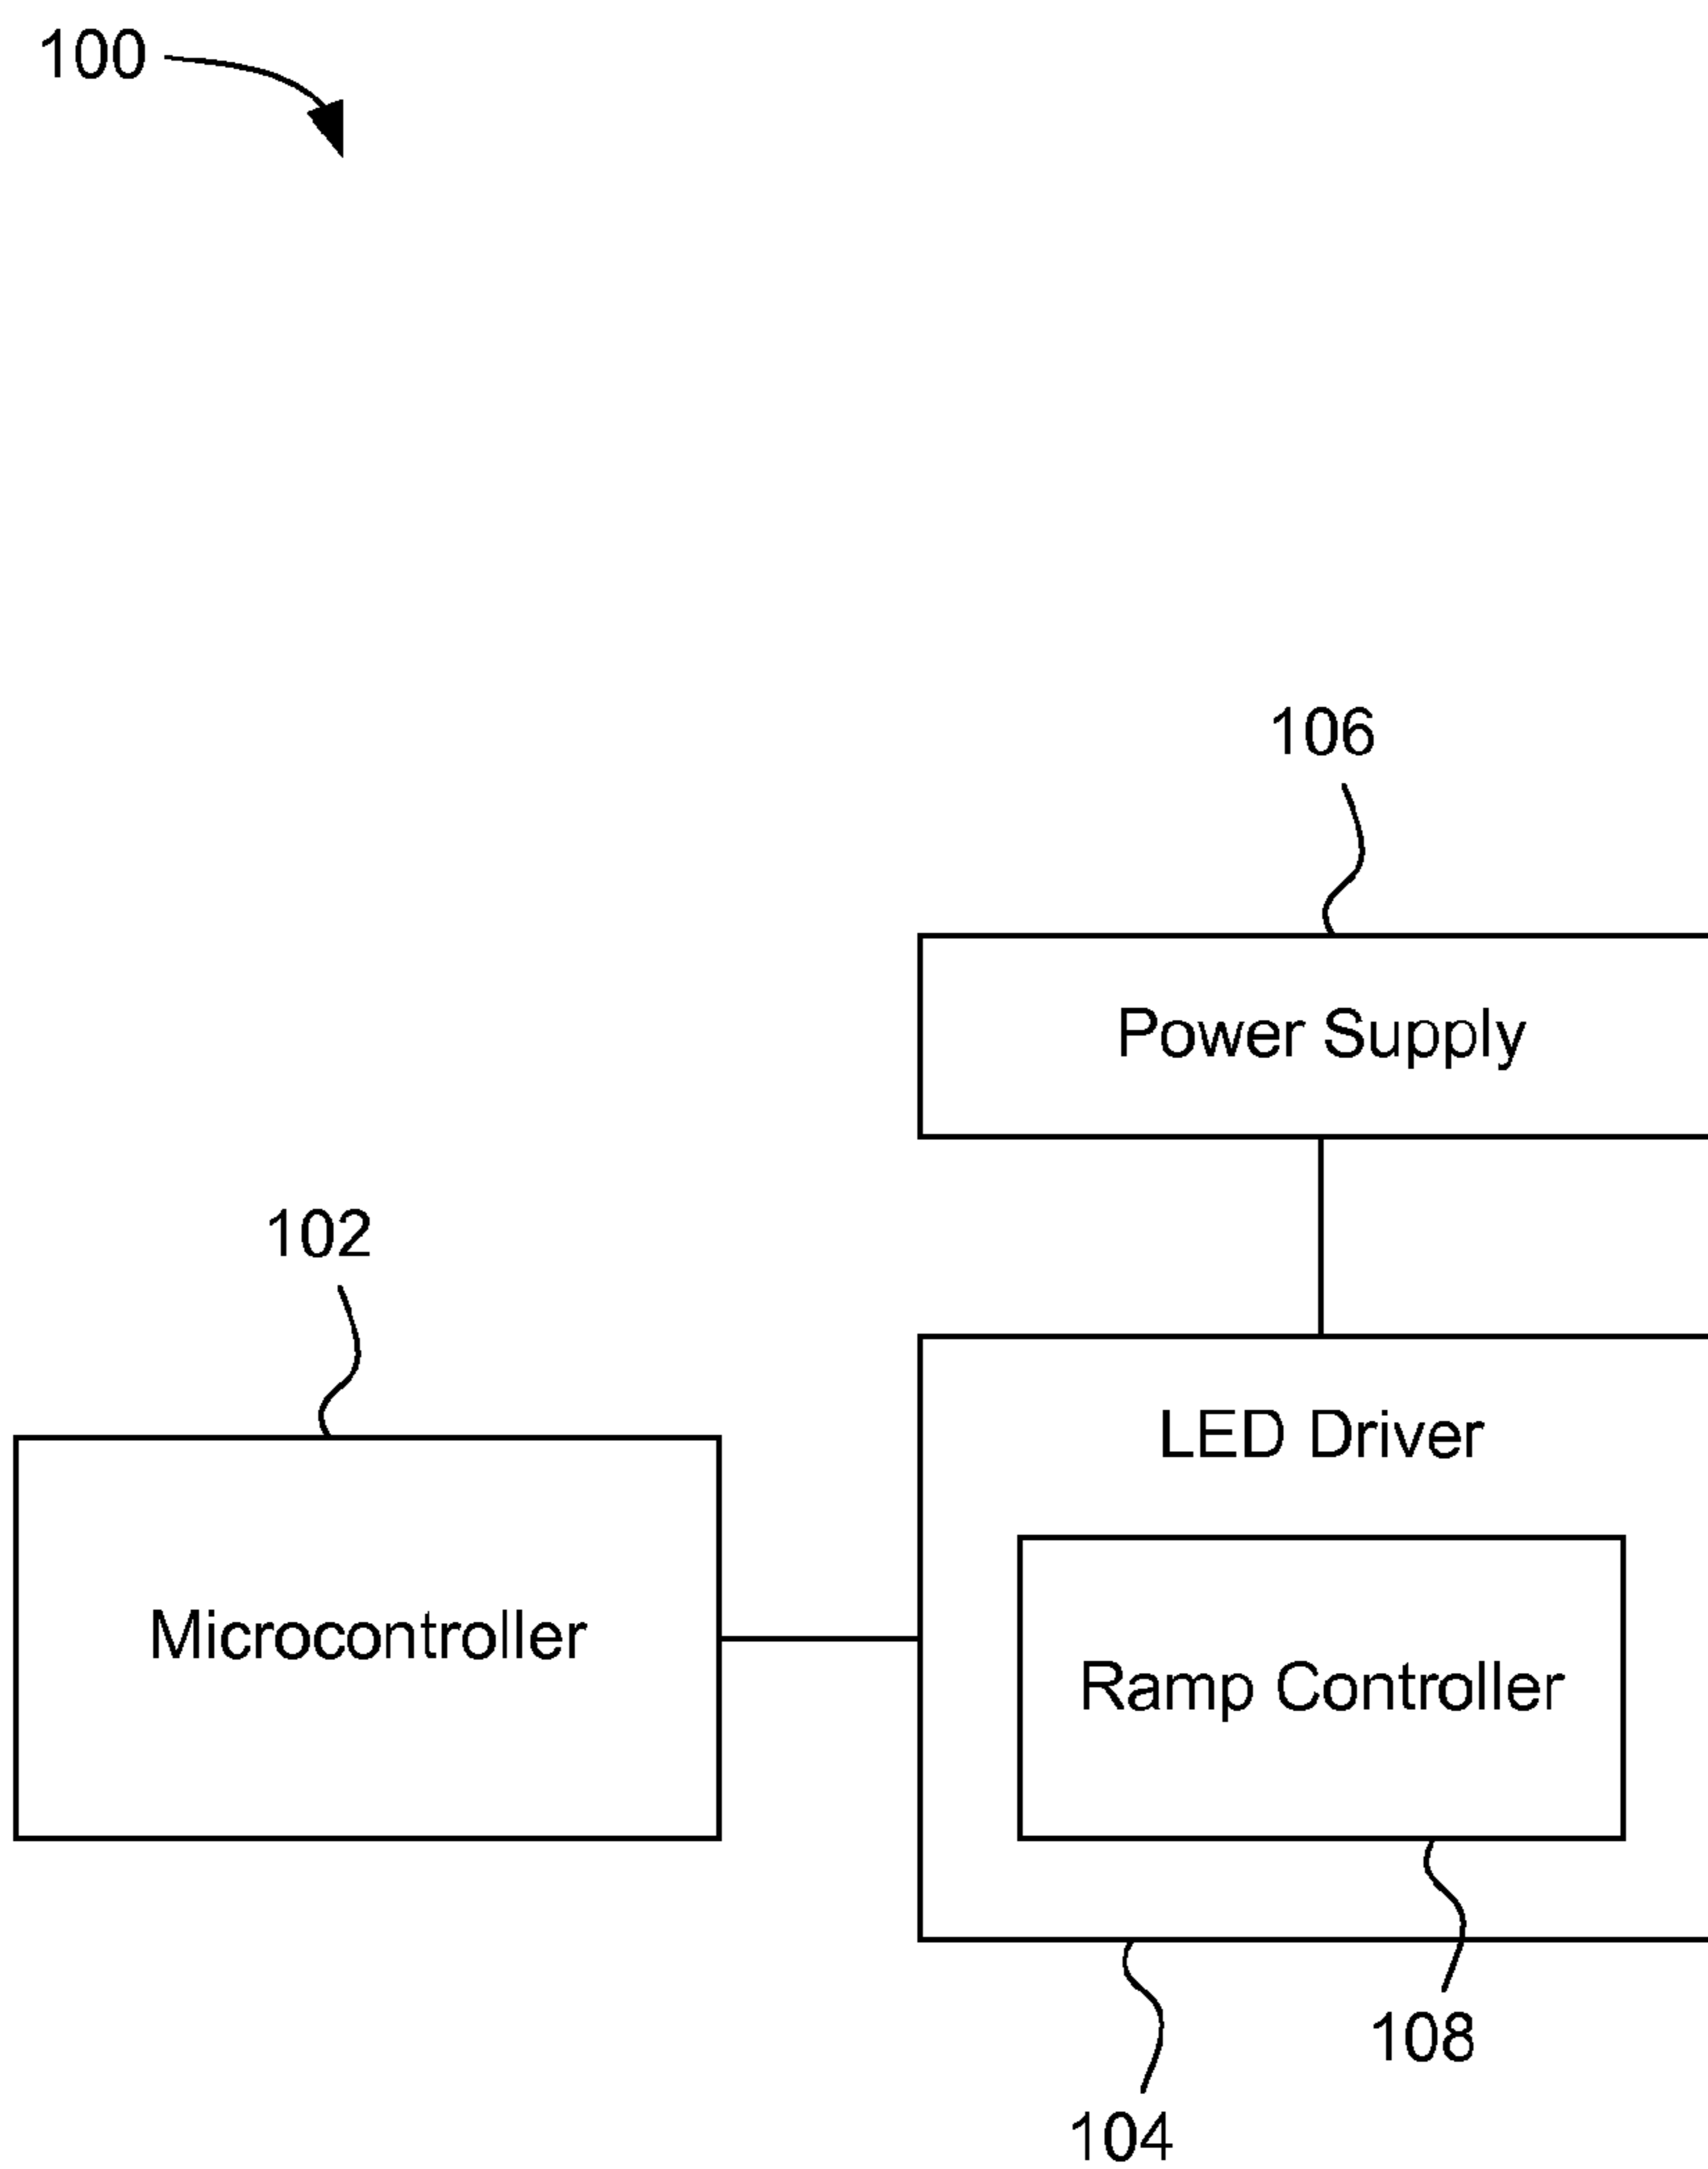 100
106
Power Supply
102
LED Driver
Microcontroller
Ramp Controller
108
104